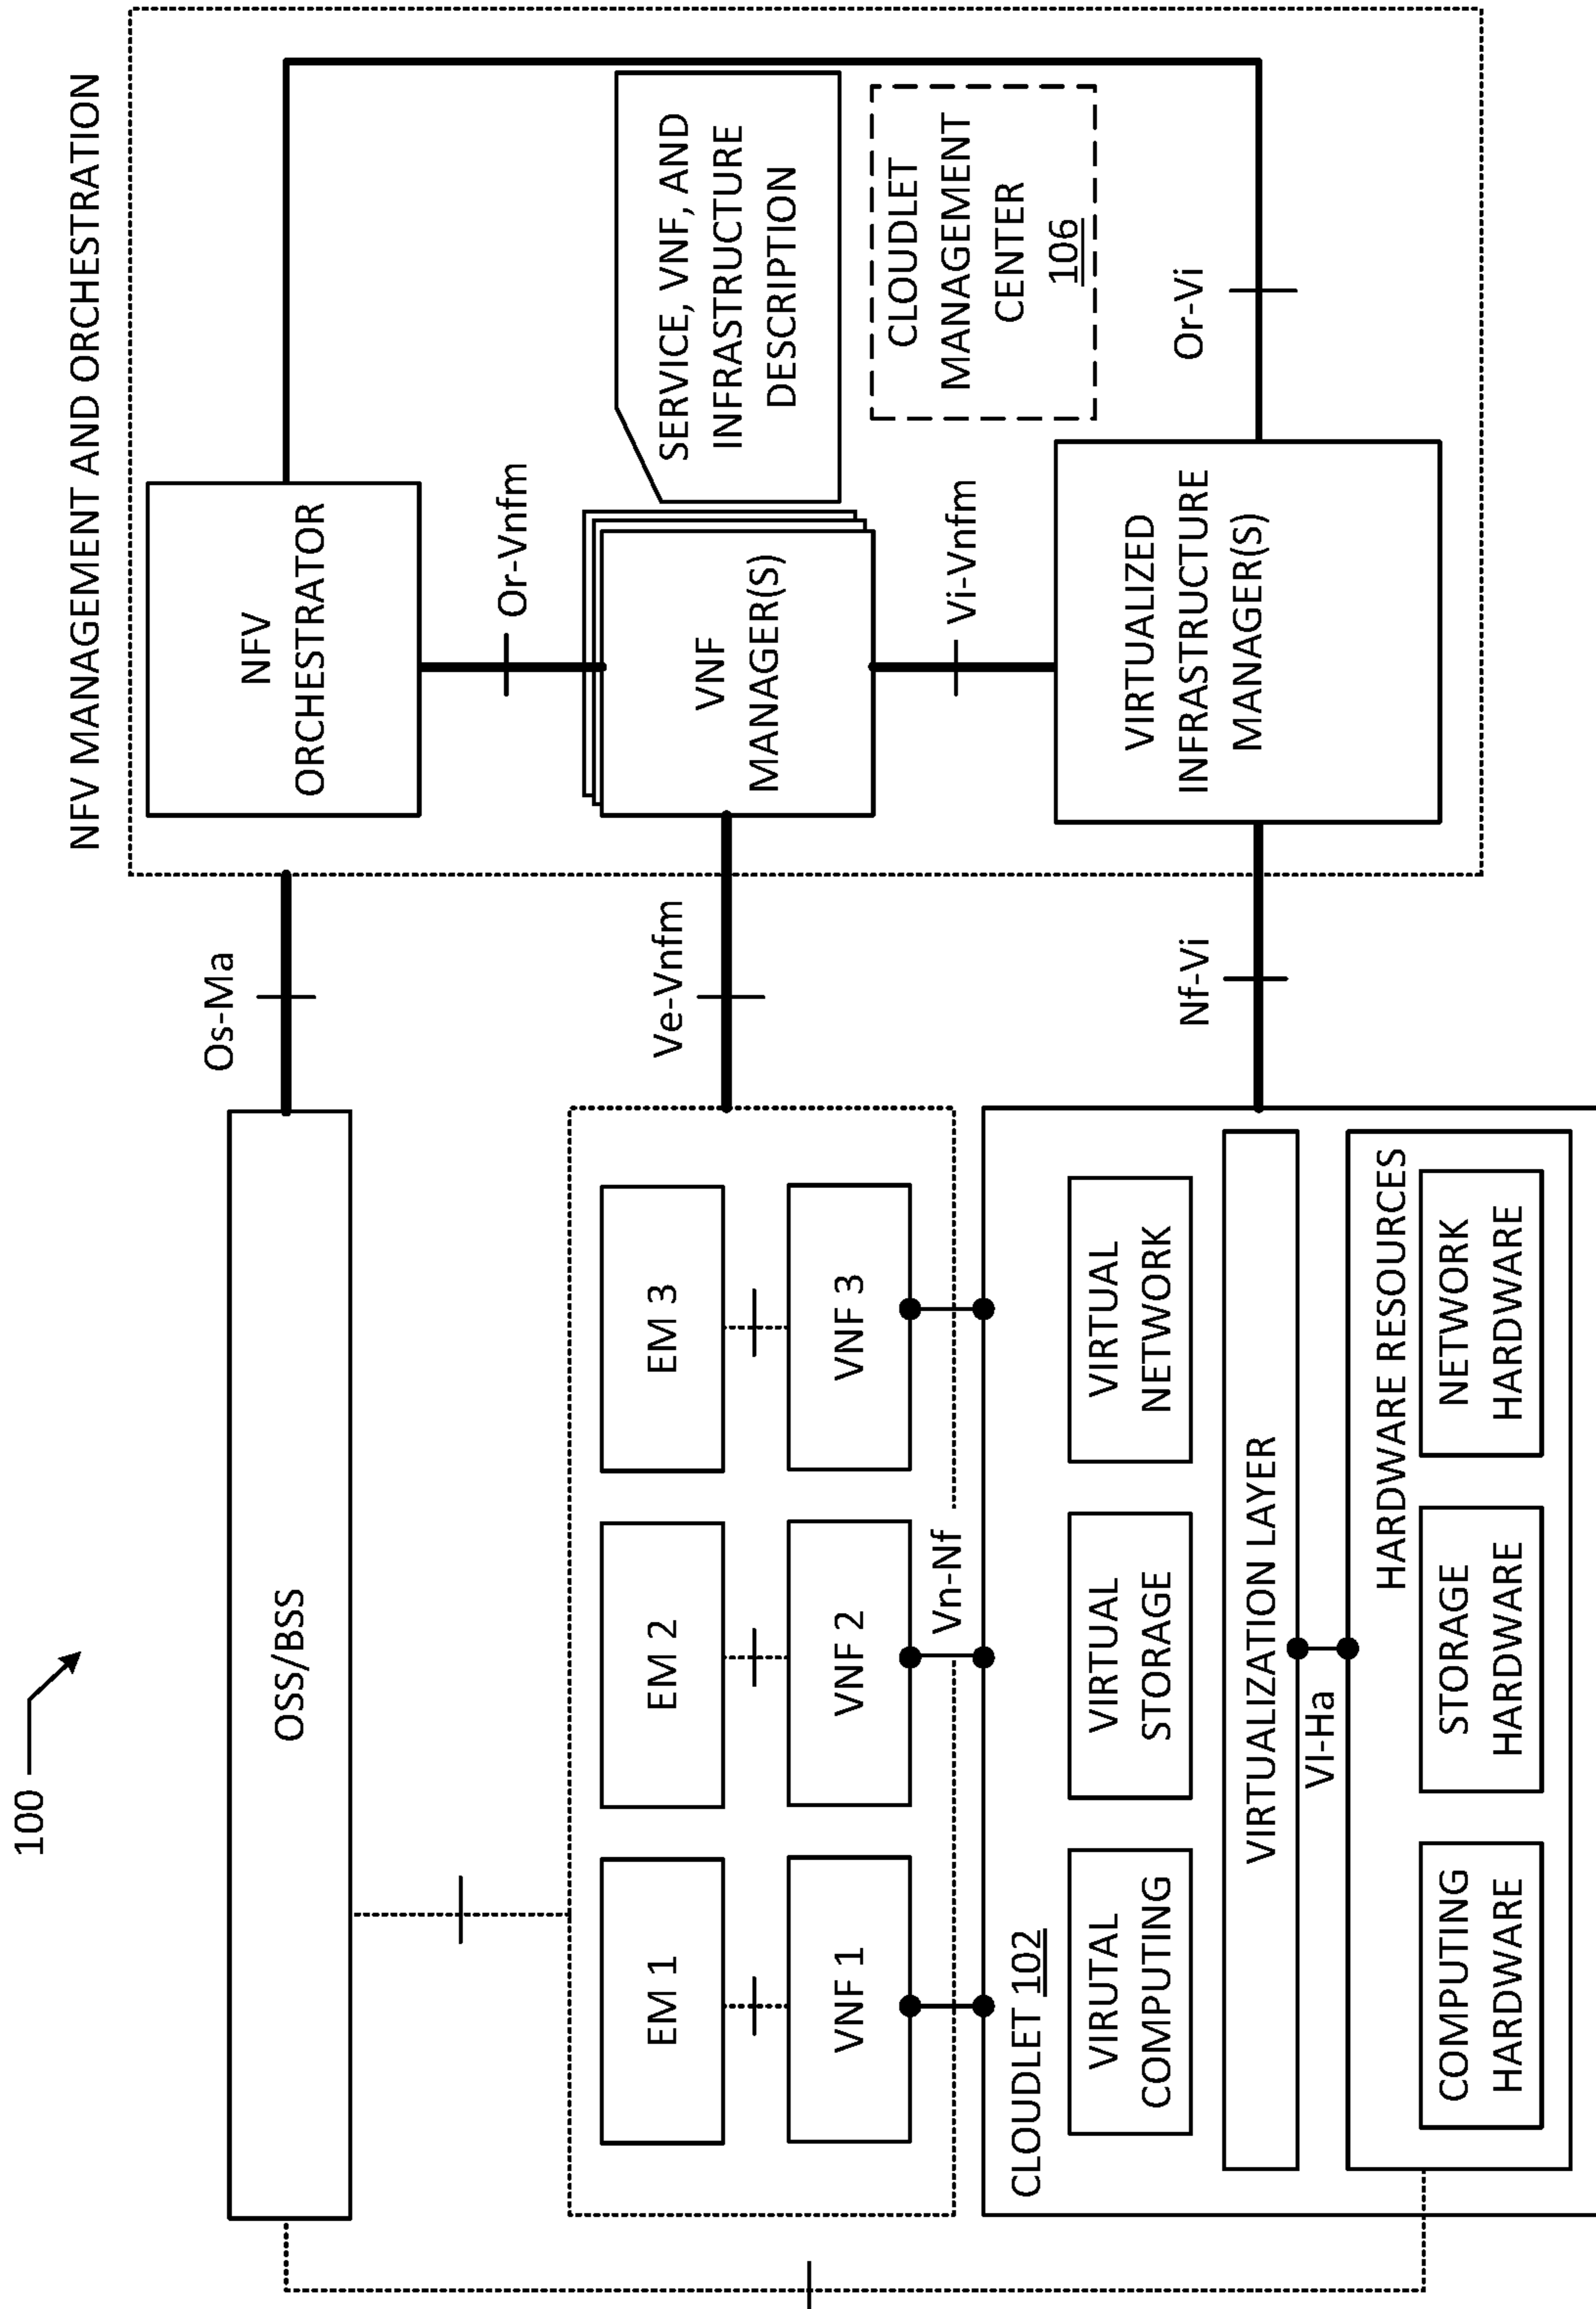 100
NFV MANAGEMENT AND ORCHESTRATION
OSS/BSS
Os-Ma
NFV
ORCHESTRATOR
Or-Vnfm
EM 1
EM 2
EM 3
VNF 1
VNF 2
VNF 3
Ve-Vnfm
VNF
MANAGER(S)
SERVICE, VNF, AND
INFRASTRUCTURE
DESCRIPTION
Vn-Nf
Vi-Vnfm
CLOUDLET
MANAGEMENT
CENTER
106
CLOUDLET 102
VIRUTAL
COMPUTING
VIRTUAL
STORAGE
VIRTUAL
NETWORK
Nf-Vi
VIRTUALIZED
INFRASTRUCTURE
MANAGER(S)
Or-Vi
VIRTUALIZATION LAYER
VI-Ha
HARDWARE RESOURCES
COMPUTING
HARDWARE
STORAGE
HARDWARE
NETWORK
HARDWARE